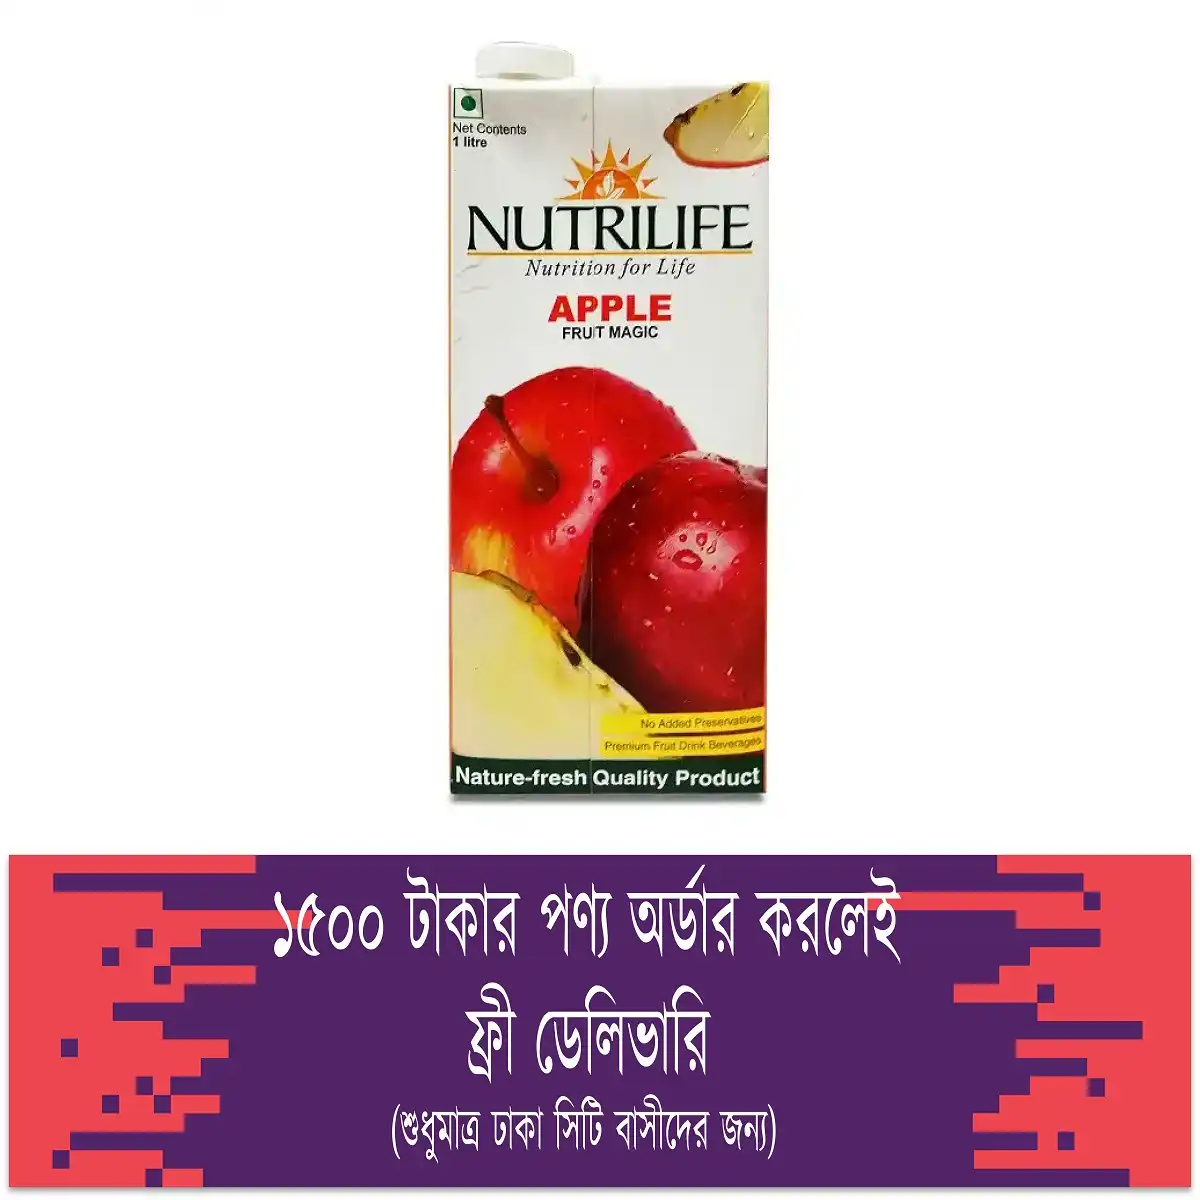 Net Contents
1 litre
NUTRILIFE
Nutrition for Life
APPLE
FRUIT MAGIC
No Added Preservatives
Premium Fruit Drink Beverages
Nature-fresh Quality Product
১৫০০ টাকার পণ্য অর্ডার করলেই
ফ্রী ডেলিভারি
(শুধুমাত্র ঢাকা সিটি বাসীদের জন্য)